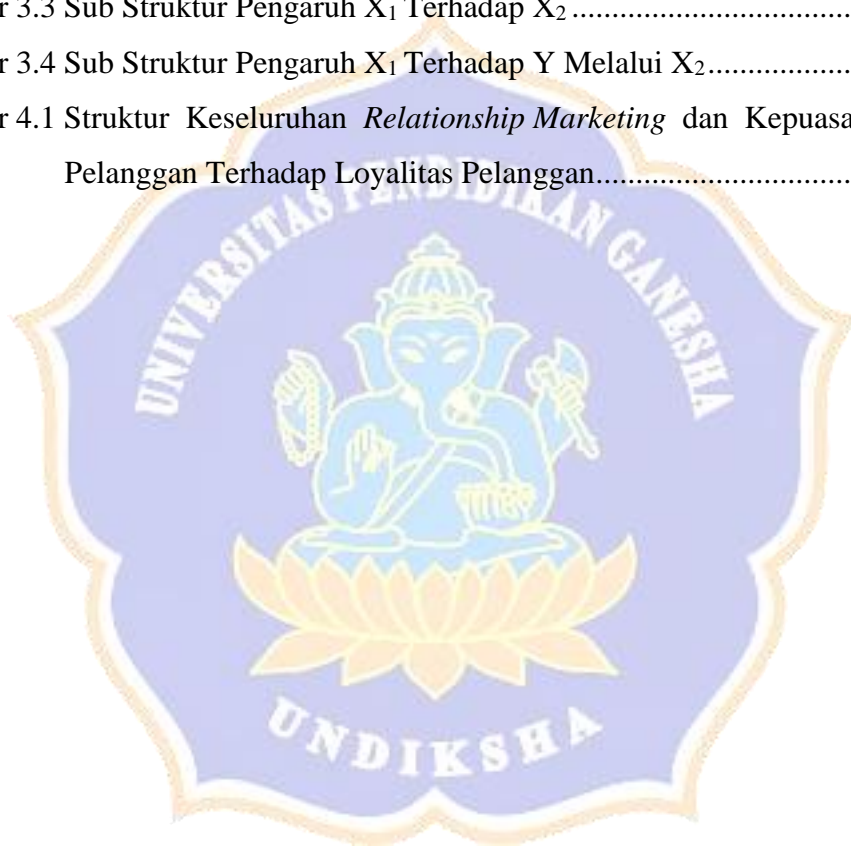 r 3.3 Sub Struktur Pengaruh X₁ Terhadap X₂ ....................................
r 3.4 Sub Struktur Pengaruh X₁ Terhadap Y Melalui X₂..................
r 4.1 Struktur Keseluruhan Relationship Marketing dan Kepuasa
Pelanggan Terhadap Loyalitas Pelanggan................................
UNIVERSITAS PENDIDIKAN GANESHA
UNDIKSHA